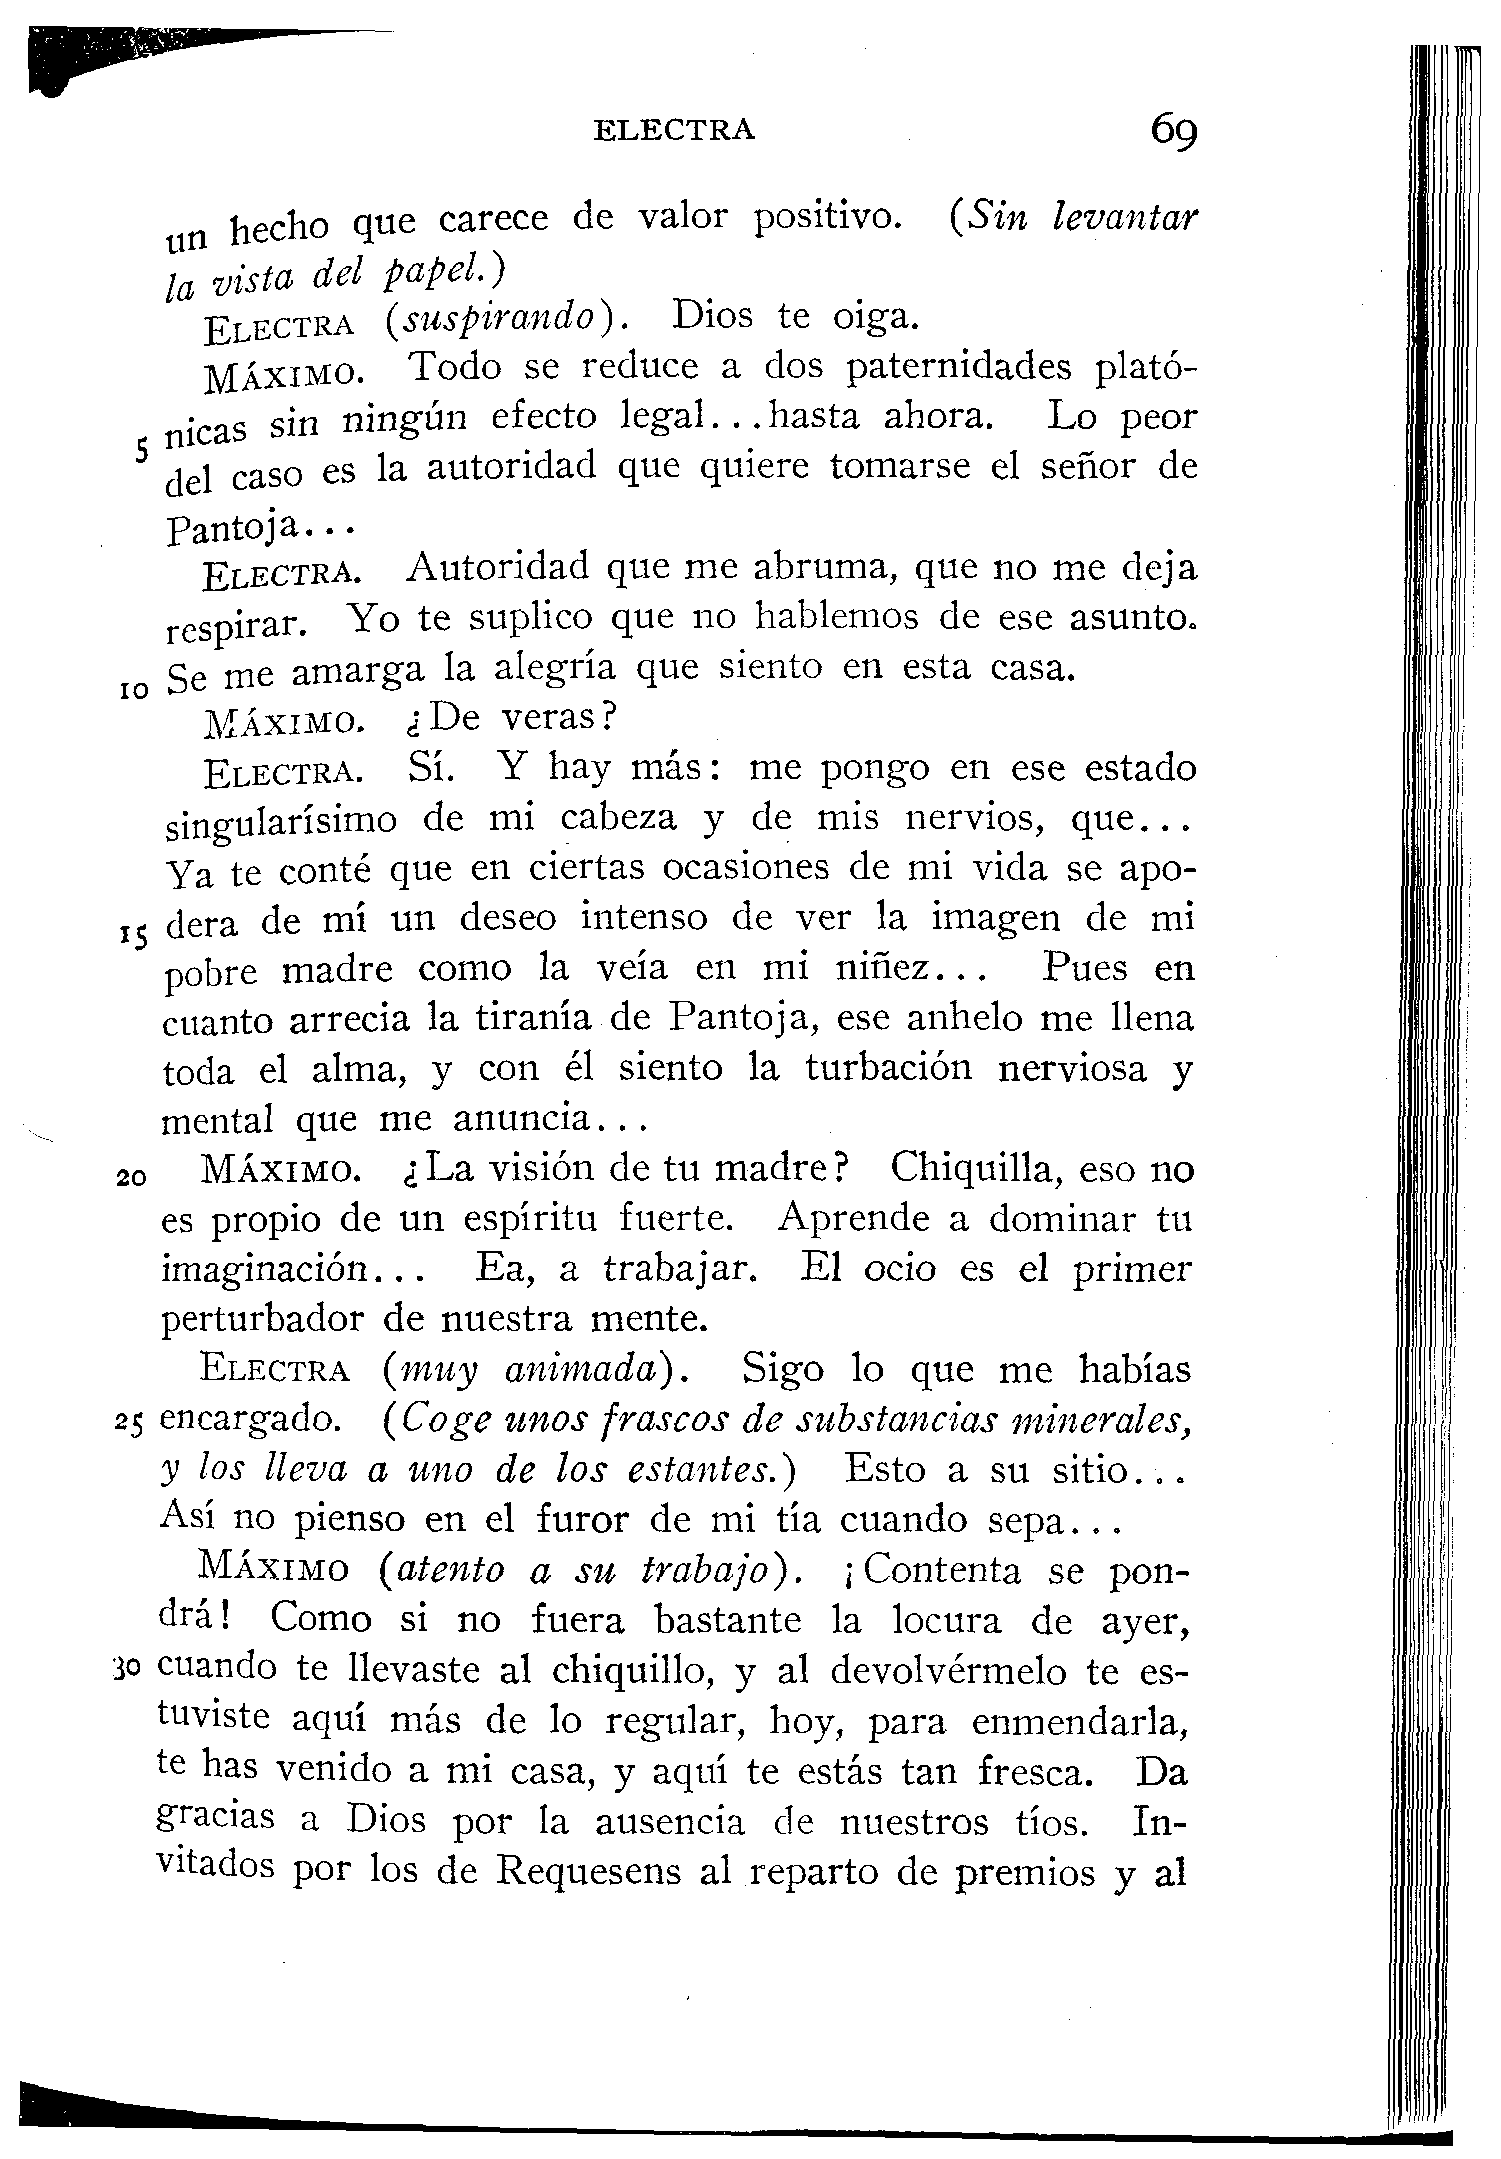 ELECTRA 69
un hecho que carece de valor positivo. (Sin levantar
la vista del papel.)
ELECTRA (suspirando). Dios te oiga.
MÁXIMO. Todo se reduce a dos paternidades plató-
5 nicas sin ningún efecto legal...hasta ahora. Lo peor
del caso es la autoridad que quiere tomarse el señor de
Pantoja...
ELECTRA. Autoridad que me abruma, que no me deja
respirar. Yo te suplico que no hablemos de ese asunto.
10 Se me amarga la alegría que siento en esta casa.
MÁXIMO. ¿De veras?
ELECTRA. Sí. Y hay más: me pongo en ese estado
singularísimo de mi cabeza y de mis nervios, que...
Ya te conté que en ciertas ocasiones de mi vida se apo-
15 dera de mí un deseo intenso de ver la imagen de mi
pobre madre como la veía en mi niñez... Pues en
cuanto arrecia la tiranía de Pantoja, ese anhelo me llena
toda el alma, y con él siento la turbación nerviosa y
mental que me anuncia...
20 MÁXIMO. ¿La visión de tu madre? Chiquilla, eso no
es propio de un espíritu fuerte. Aprende a dominar tu
imaginación... Ea, a trabajar. El ocio es el primer
perturbador de nuestra mente.
ELECTRA (muy animada). Sigo lo que me habías
25 encargado. (Coge unos frascos de substancias minerales,
y los lleva a uno de los estantes.) Esto a su sitio...
Así no pienso en el furor de mi tía cuando sepa...
MÁXIMO (atento a su trabajo). ¡Contenta se pon-
drá! Como si no fuera bastante la locura de ayer,
30 cuando te llevaste al chiquillo, y al devolvérmelo te es-
tuviste aquí más de lo regular, hoy, para enmendarla,
te has venido a mi casa, y aquí te estás tan fresca. Da
gracias a Dios por la ausencia de nuestros tíos. In-
vitados por los de Requesens al reparto de premios y al